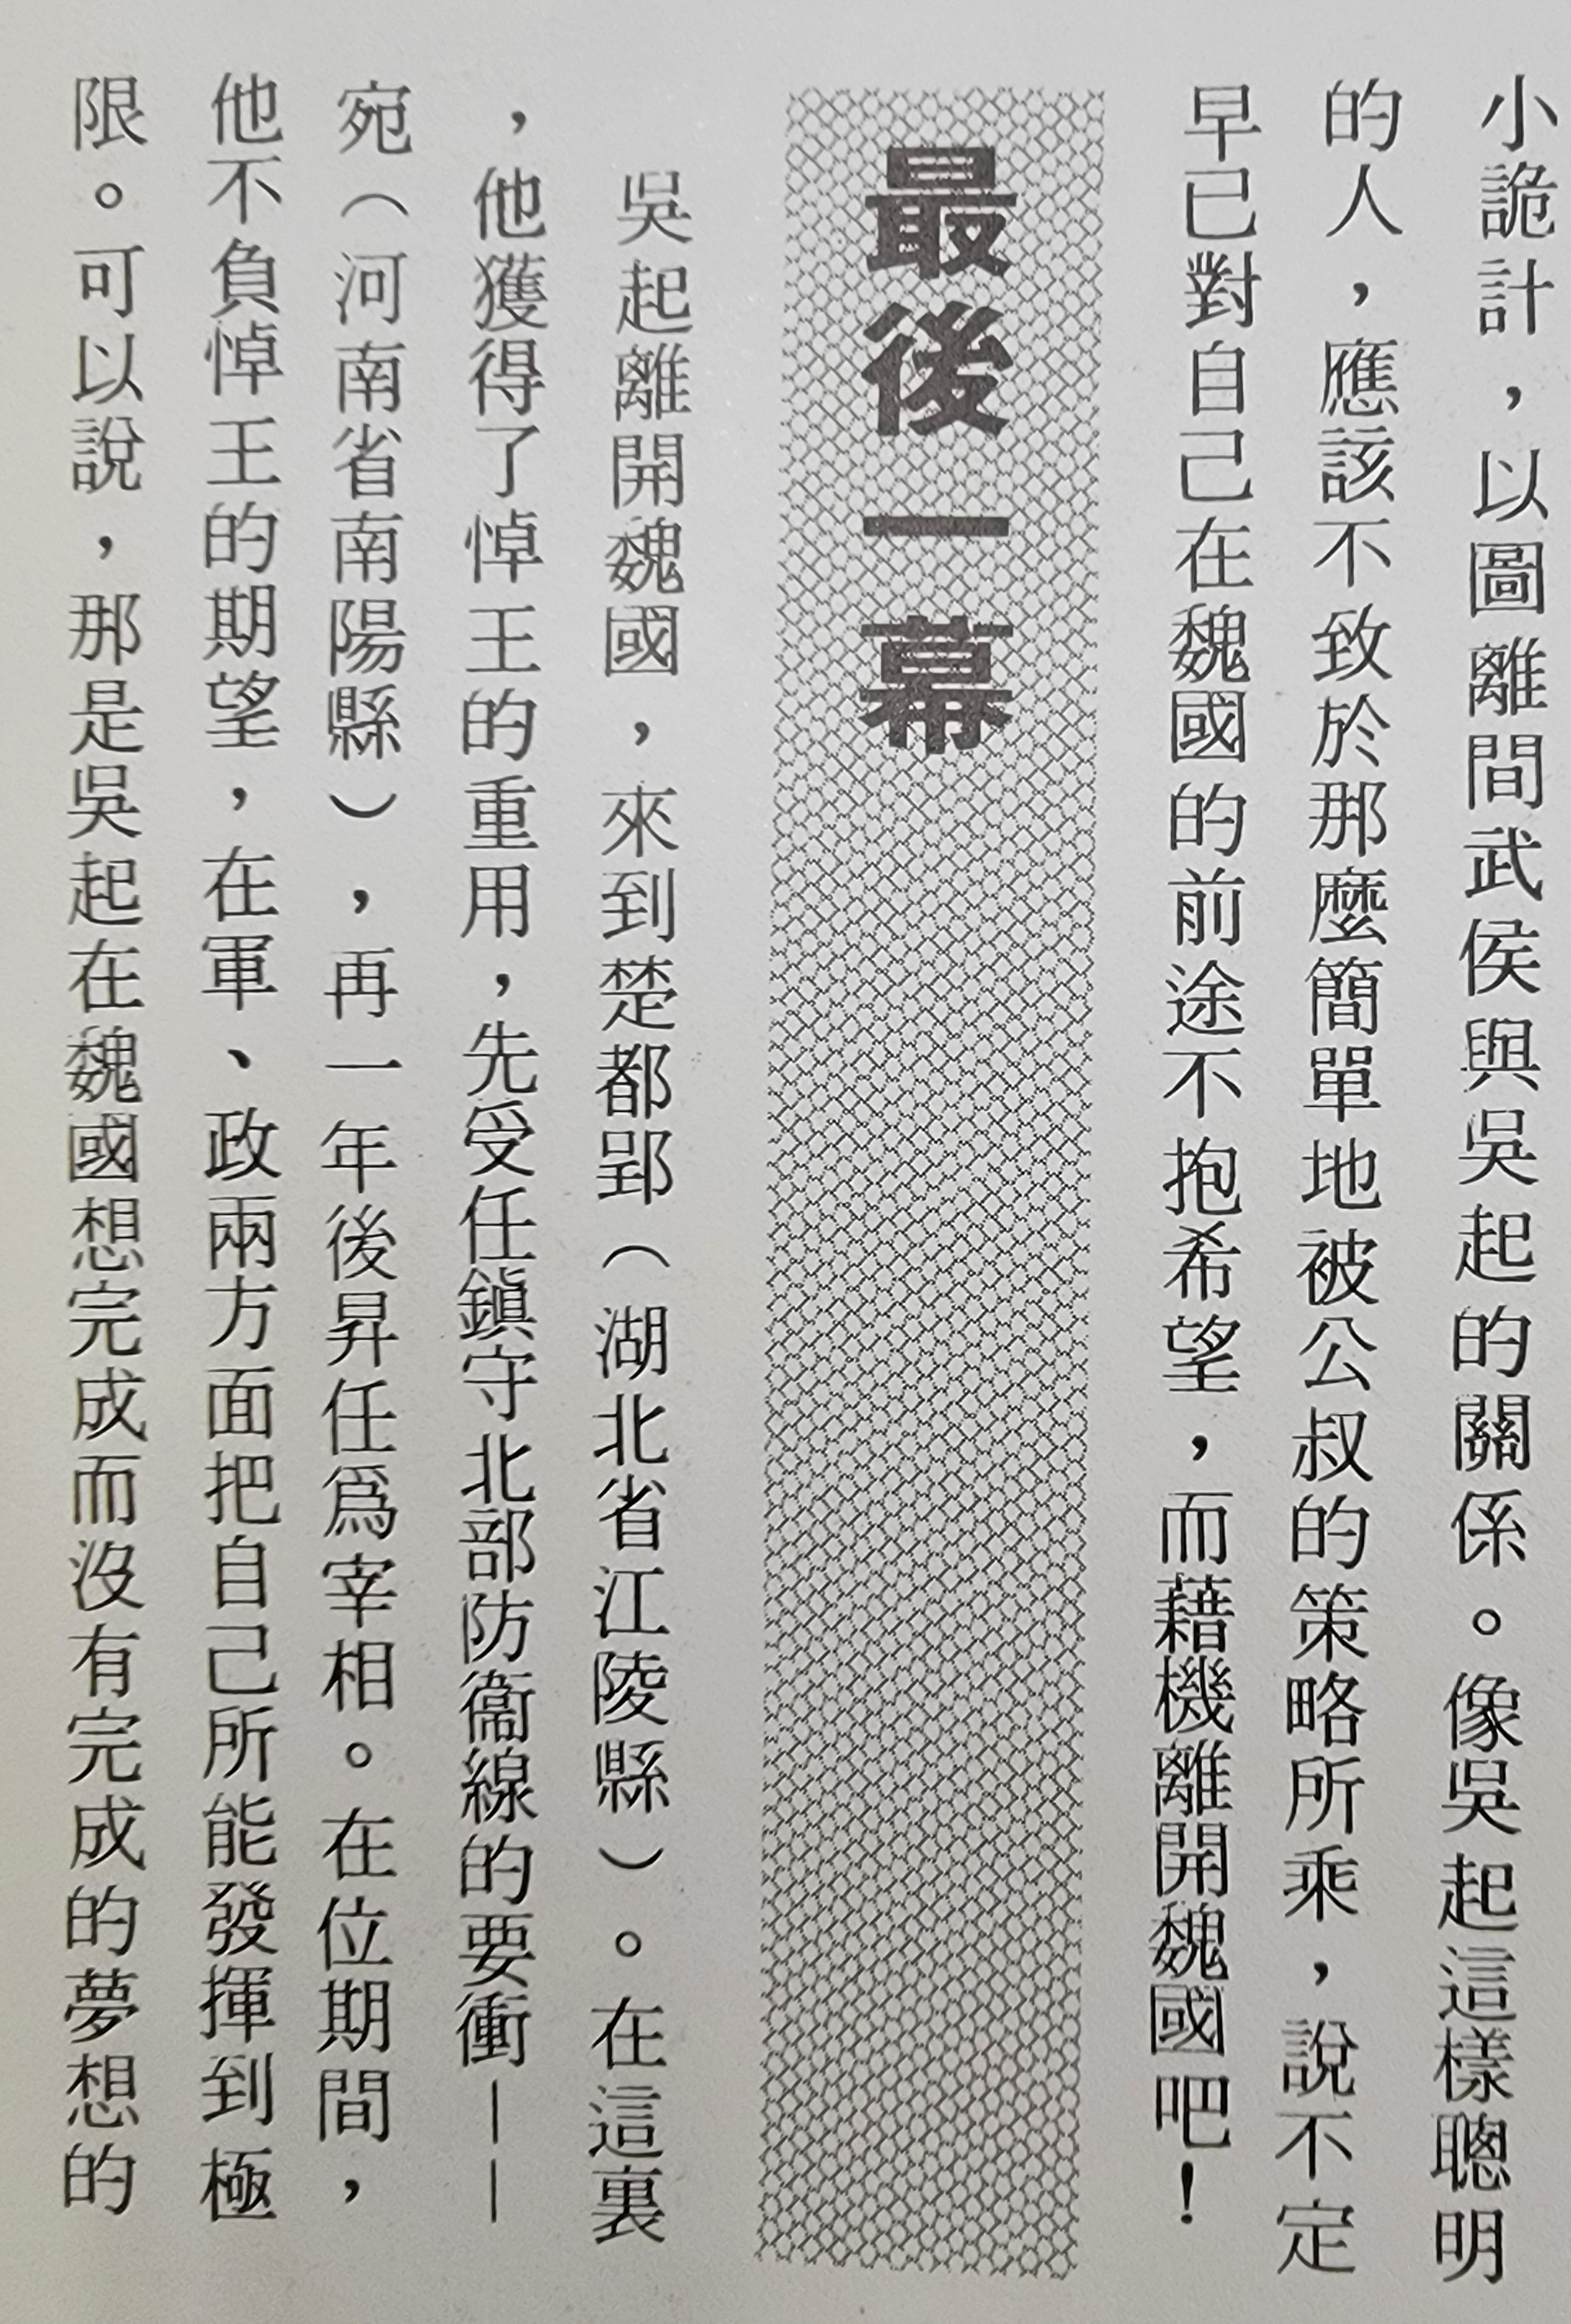 小詭計，以圖離間武侯與吳起的關係。像吳起這樣聰明
的人，應該不致於那麼簡單地被公叔的策略所乘，說不定
早已對自己在魏國的前途不抱希望，而藉機離開魏國吧！
最後一幕
吳起離開魏國，來到楚都郢（湖北省江陵縣）。在這裏
，他獲得了悼王的重用，先受任鎭守北部防衞線的要衝——
宛（河南省南陽縣），再一年後昇任爲宰相。在位期間，
他不負悼王的期望，在軍、政兩方面把自己所能發揮到極
限。可以說，那是吳起在魏國想完成而沒有完成的夢想的